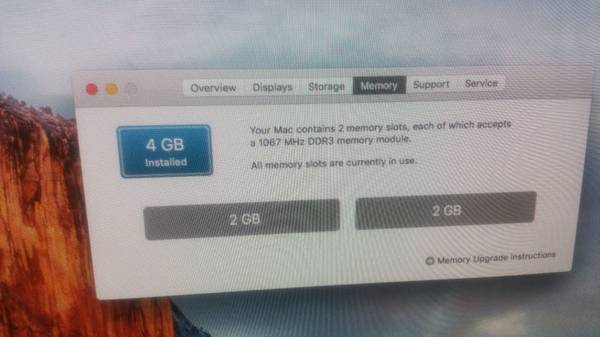 Overview Displays Storage Memory Support Service
4 GB
Installed
Your Mac contains 2 memory slots, each of which accepts
a 1067 MHz DDR3 memory module.
All memory slots are currently in use.
2 GB 2 GB
Memory Upgrade Instructions